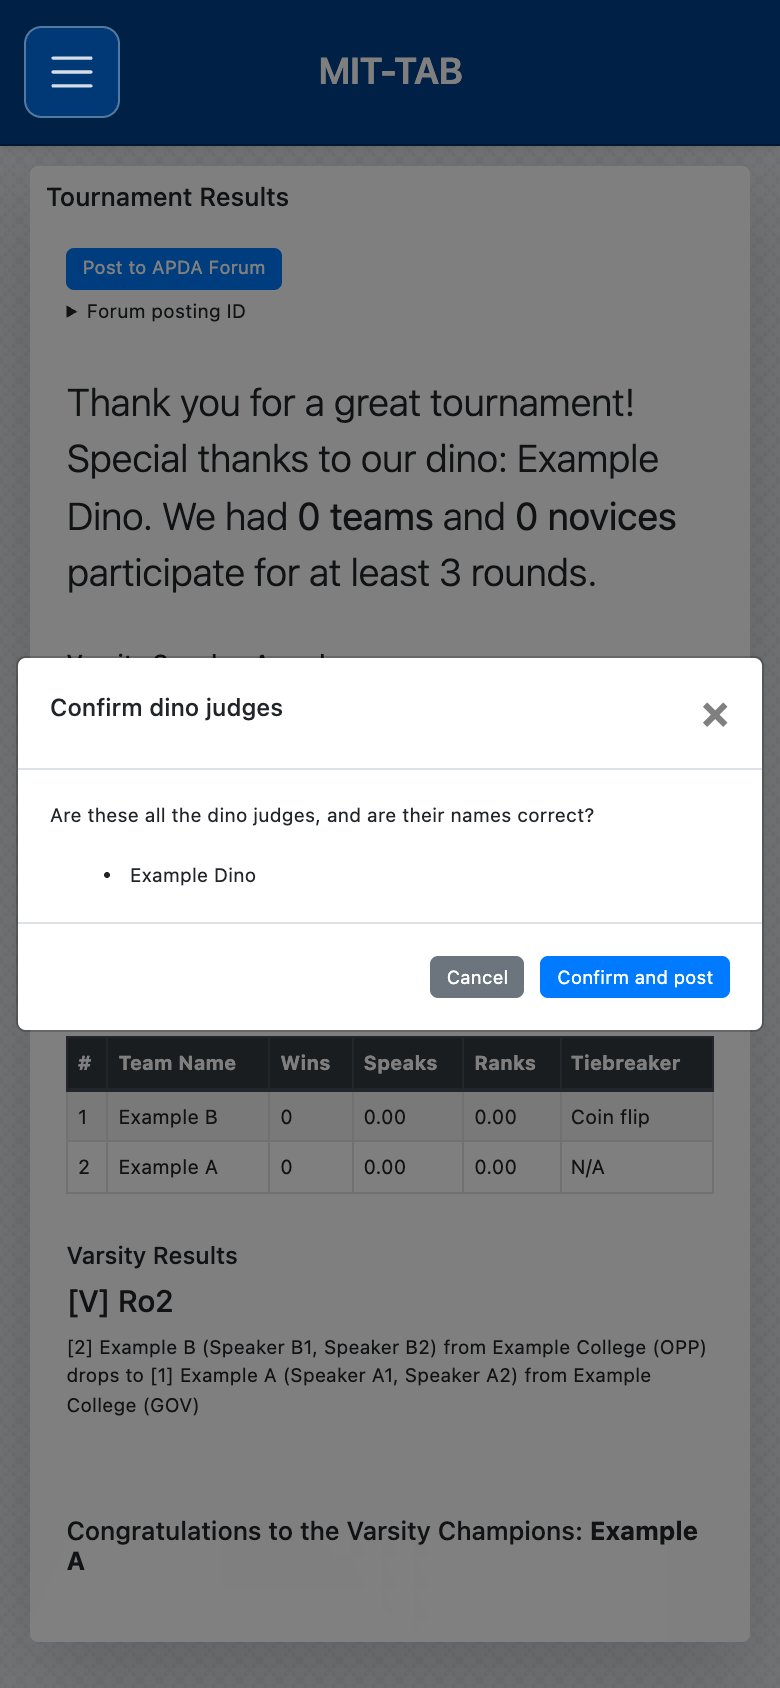 MIT-TAB
Tournament Results
Post to APDA Forum
Forum posting ID
Thank you for a great tournament!
Special thanks to our dino: Example
Dino. We had 0 teams and 0 novices
participate for at least 3 rounds.
Confirm dino judges
Are these all the dino judges, and are their names correct?
• Example Dino
Cancel Confirm and post
# Team Name Wins Speaks Ranks Tiebreaker
1 Example B 0 0.00 0.00 Coin flip
2 Example A 0 0.00 0.00 N/A
Varsity Results
[V] Ro2
[2] Example B (Speaker B1, Speaker B2) from Example College (OPP)
drops to [1] Example A (Speaker A1, Speaker A2) from Example
College (GOV)
Congratulations to the Varsity Champions: Example
A